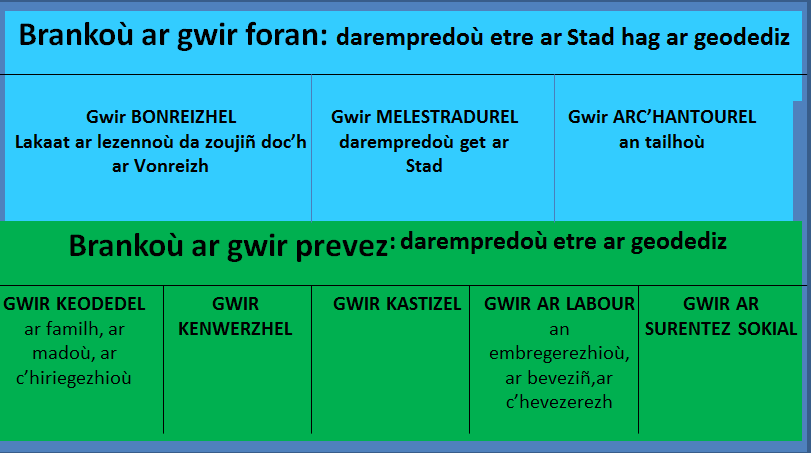 Brankoù ar gwir foran: darempredoù etre ar Stad hag ar geodediz
Gwir BONREIZHEL
Lakaat ar lezennoù da zoujiñ doc’h
ar Vonreizh
Gwir MELESTRADUREL
darempredoù get ar
Stad
Gwir ARC’HANTOUREL
an tailhoù
Brankoù ar gwir prevez: darempredoù etre ar geodediz
GWIR KEODEDEL
ar familh, ar
madoù, ar
c’hiriegezhioù
GWIR
KENWERZHEL
GWIR KASTIZEL
GWIR AR LABOUR
an
embregerezhioù,
ar beveziñ,ar
c’hevezerezh
GWIR AR
SURENTEZ SOKIAL